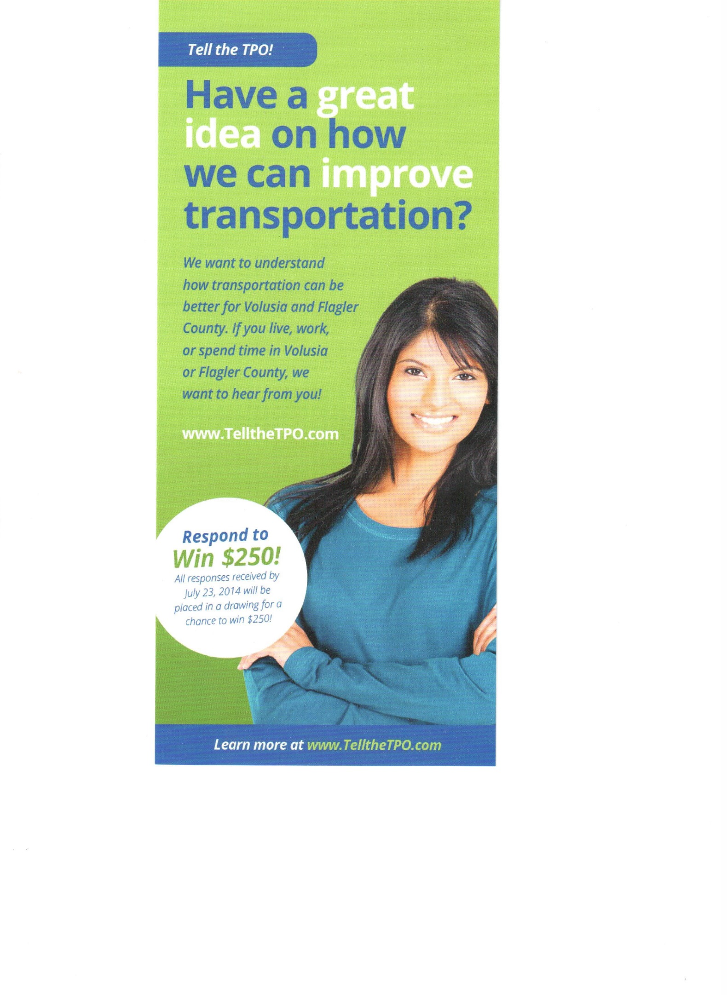 Tell the TPO!
Have a great
idea on how
we can improve
transportation?
We want to understand
how transportation can be
better for Volusia and Flagler
County. If you live, work,
or spend time in Volusia
or Flagler County, we
want to hear from you!
www.TelltheTPO.com
Respond to
Win $250!
All responses received by
July 23, 2014 will be
placed in a drawing for a
chance to win $250!
Learn more at www.TelltheTPO.com